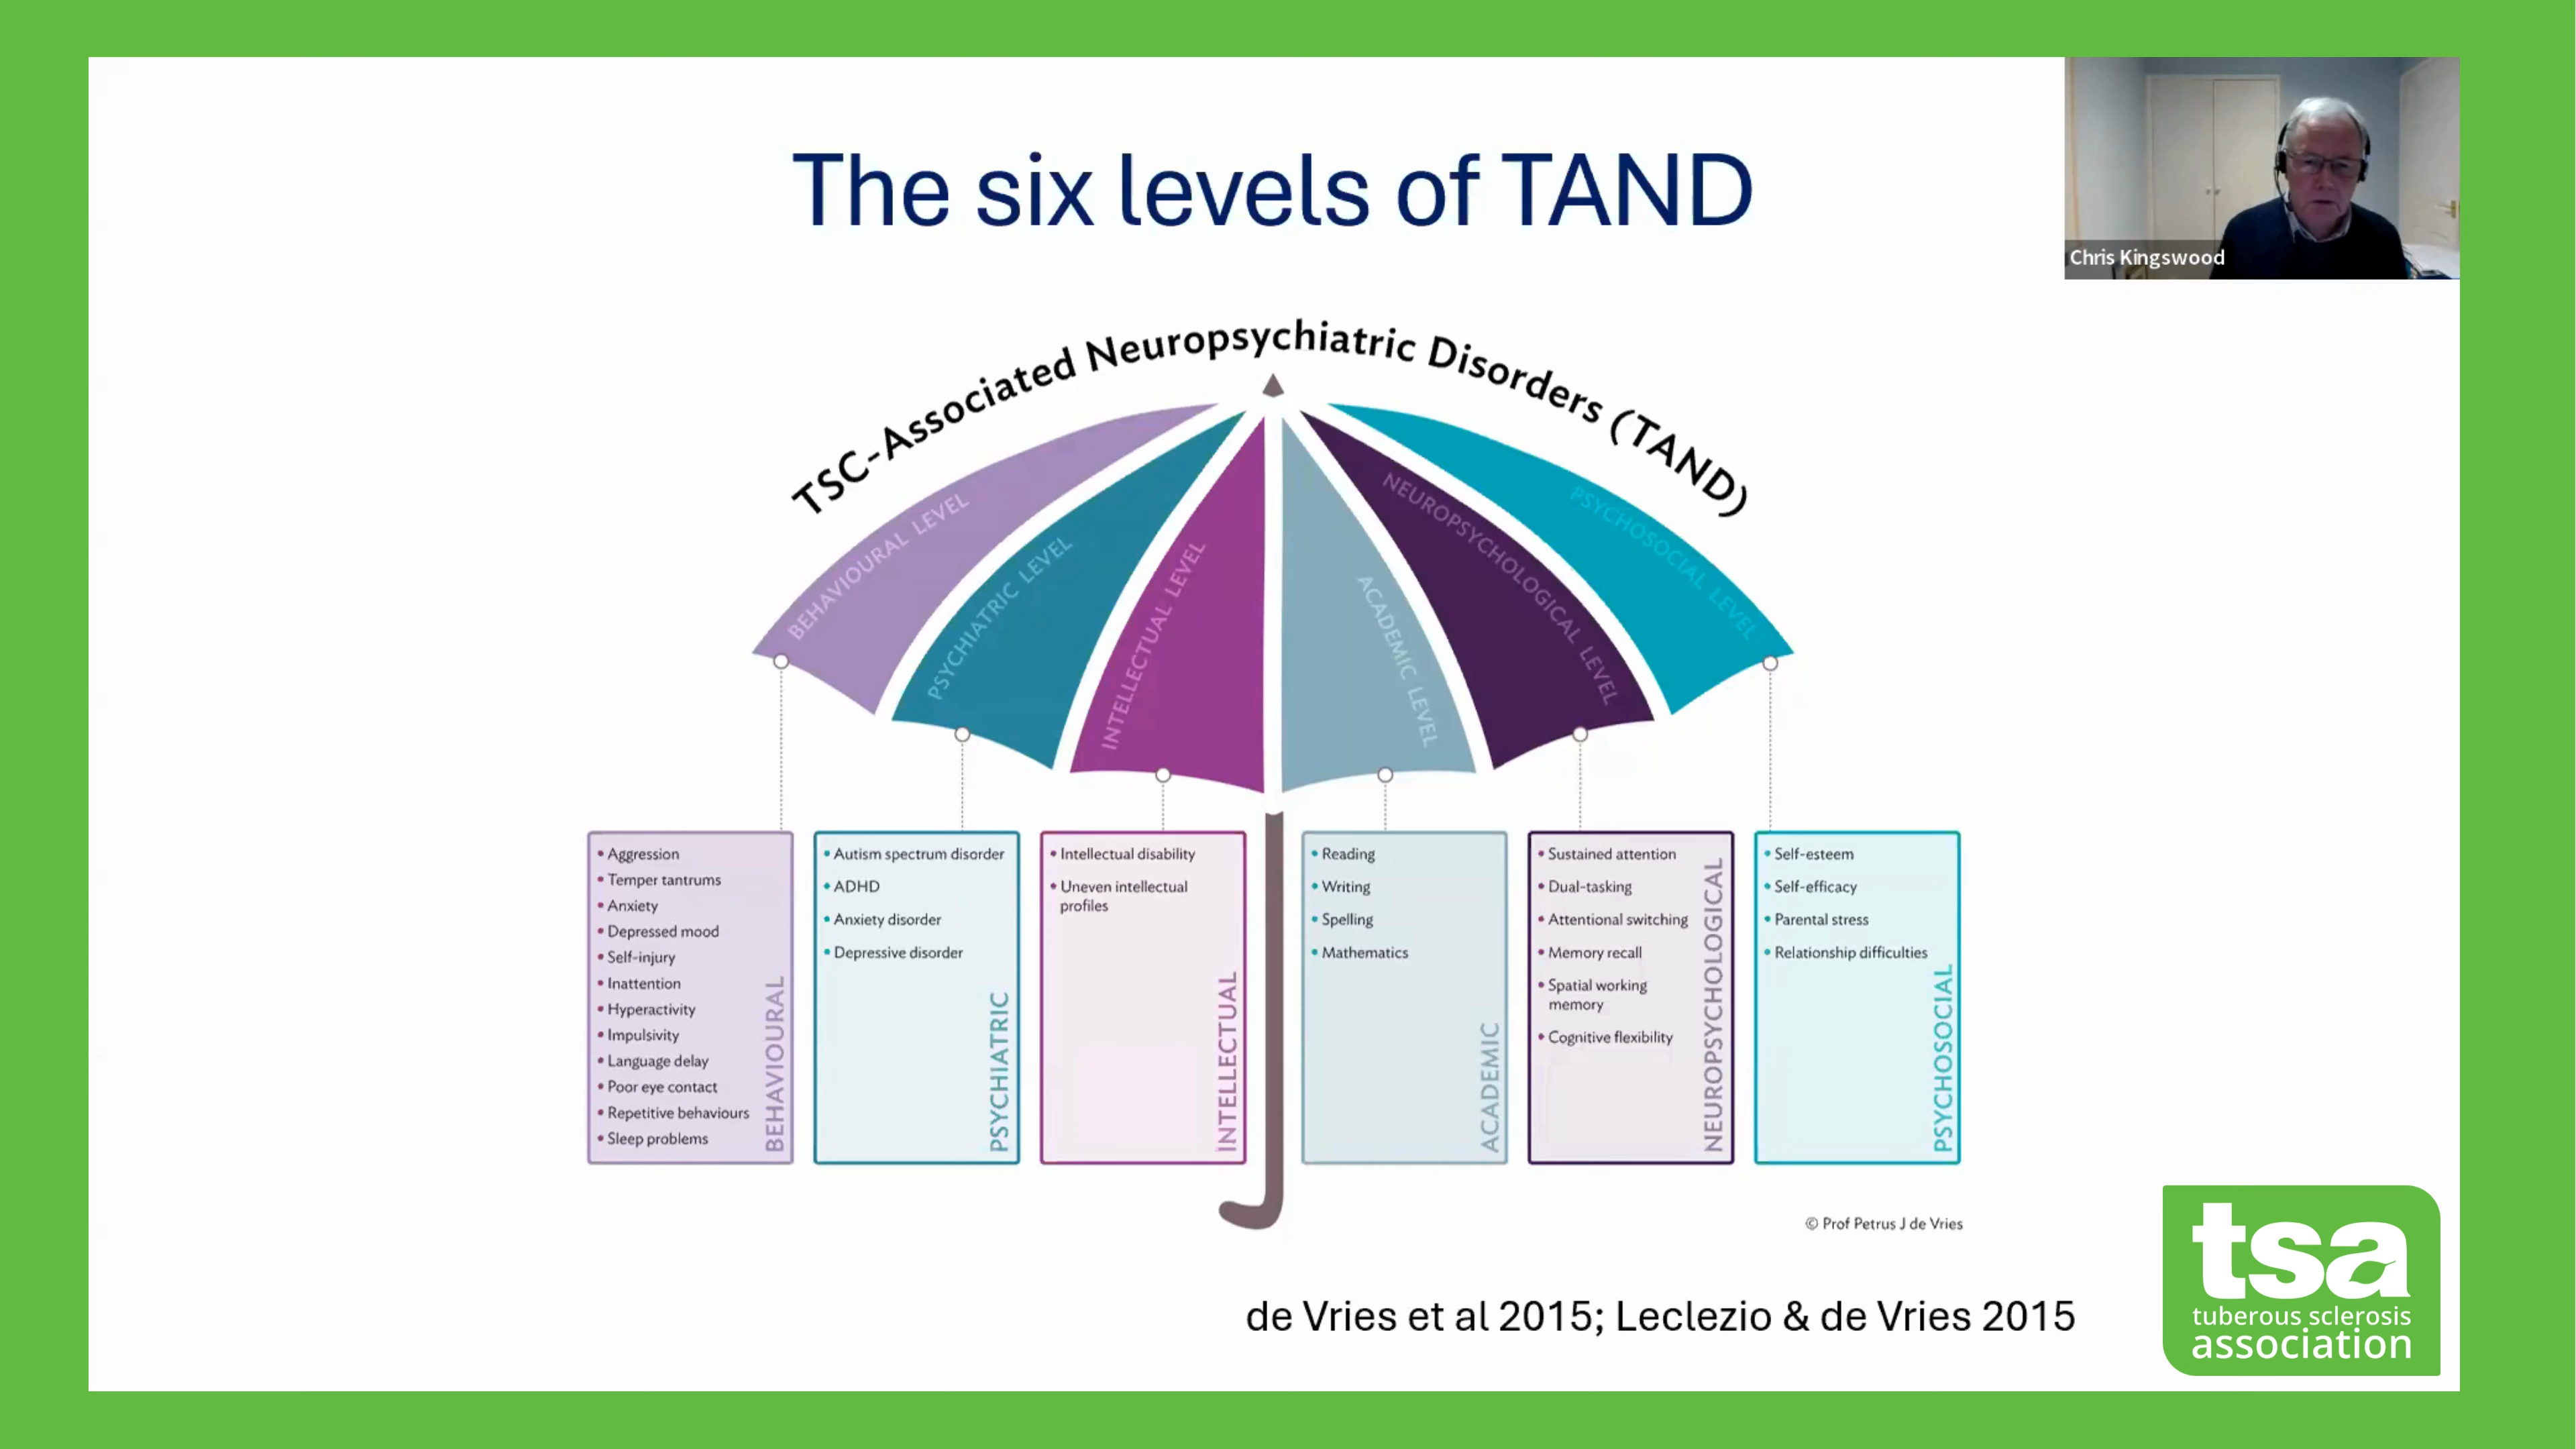 The six levels of TAND
Chris Kingswood
TSC-Associated Neuropsychiatric Disorders (TAND)
BEHAVIOURAL LEVEL
PSYCHIATRIC LEVEL
INTELLECTUAL LEVEL
ACADEMIC LEVEL
NEUROPSYCHOLOGICAL LEVEL
PSYCHOSOCIAL LEVEL
• Aggression
• Temper tantrums
• Anxiety
• Depressed mood
• Self-injury
• Inattention
• Hyperactivity
• Impulsivity
• Language delay
• Poor eye contact
• Repetitive behaviours
• Sleep problems
BEHAVIOURAL
• Autism spectrum disorder
• ADHD
• Anxiety disorder
• Depressive disorder
PSYCHIATRIC
• Intellectual disability
• Uneven intellectual
profiles
INTELLECTUAL
• Reading
• Writing
• Spelling
• Mathematics
ACADEMIC
• Sustained attention
• Dual-tasking
• Attentional switching
• Memory recall
• Spatial working
memory
• Cognitive flexibility
NEUROPSYCHOLOGICAL
• Self-esteem
• Self-efficacy
• Parental stress
• Relationship difficulties
PSYCHOSOCIAL
© Prof Petrus J de Vries
de Vries et al 2015; Leclezio & de Vries 2015
tsa
tuberous sclerosis
association